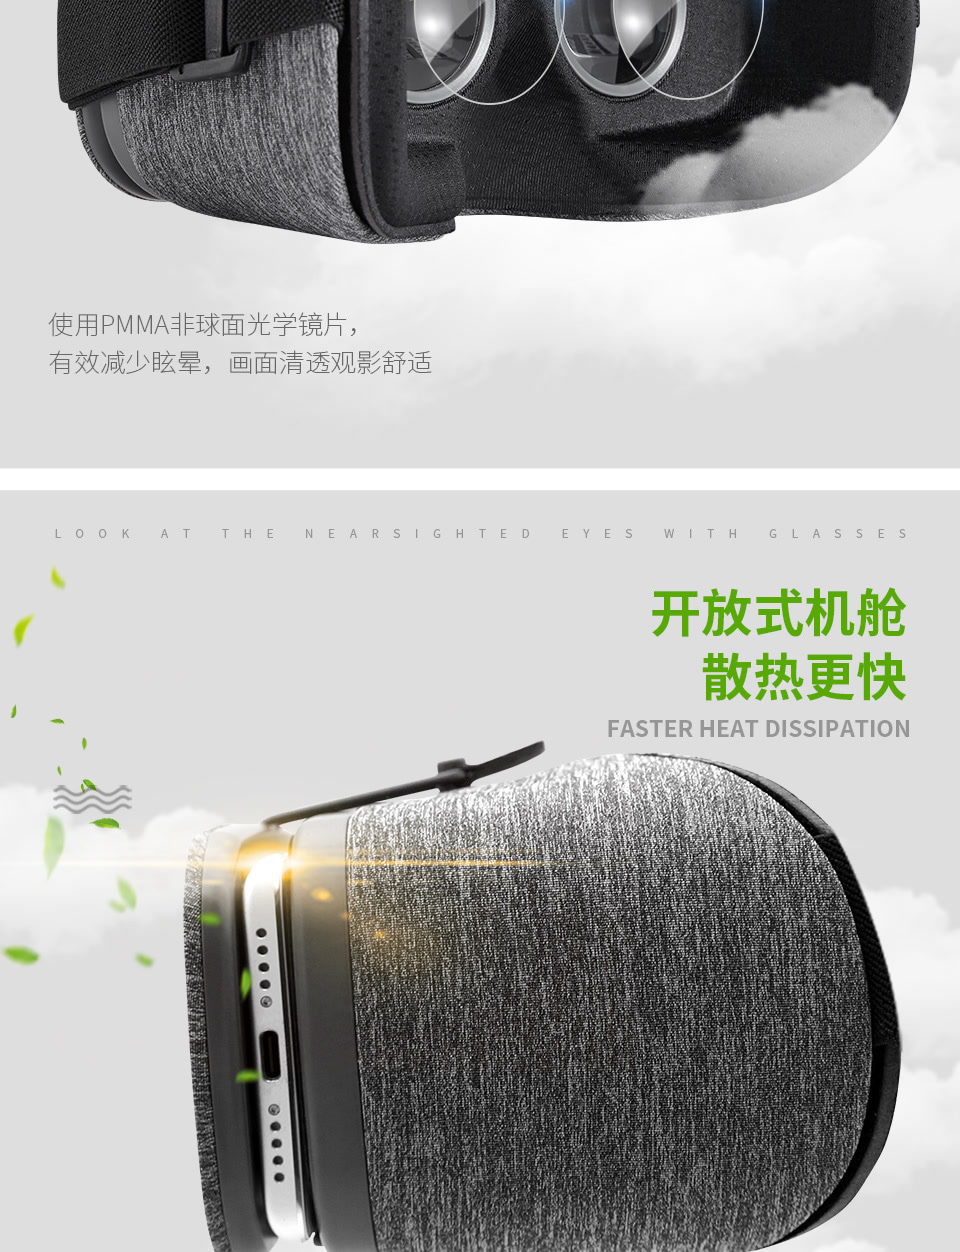 使用PMMA非球面光学镜片，
有效减少眩晕，画面清透观影舒适
LOOK AT THE NEARSIGHTED EYES WITH GLASSES
开放式机舱
散热更快
FASTER HEAT DISSIPATION